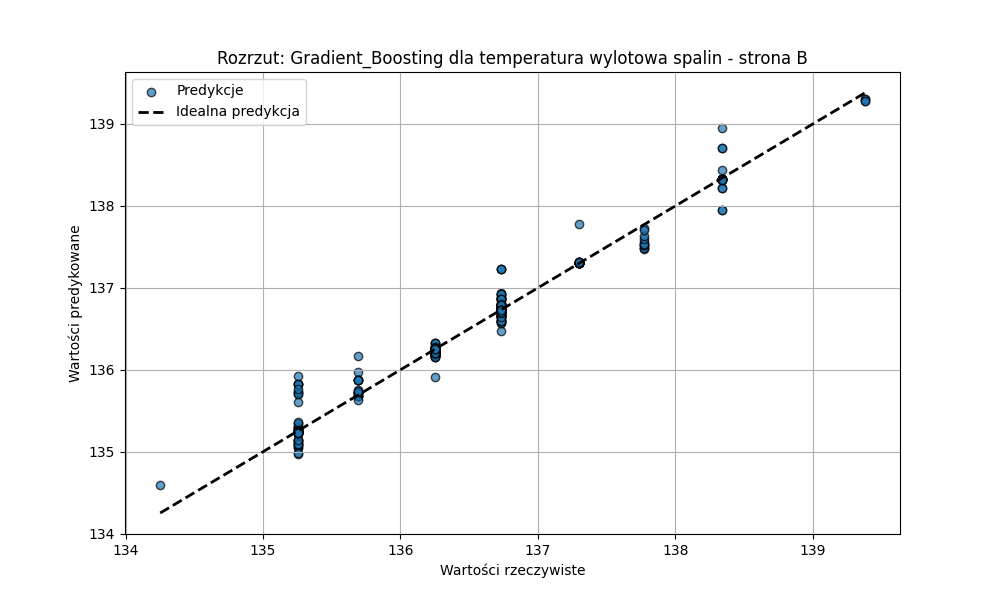 Rozrzut: Gradient_Boosting dla temperatura wylotowa spalin - strona B
Predykcje
Idealna predykcja
Wartości predykowane
139
138
137
136
135
134
134 135 136 137 138 139
Wartości rzeczywiste